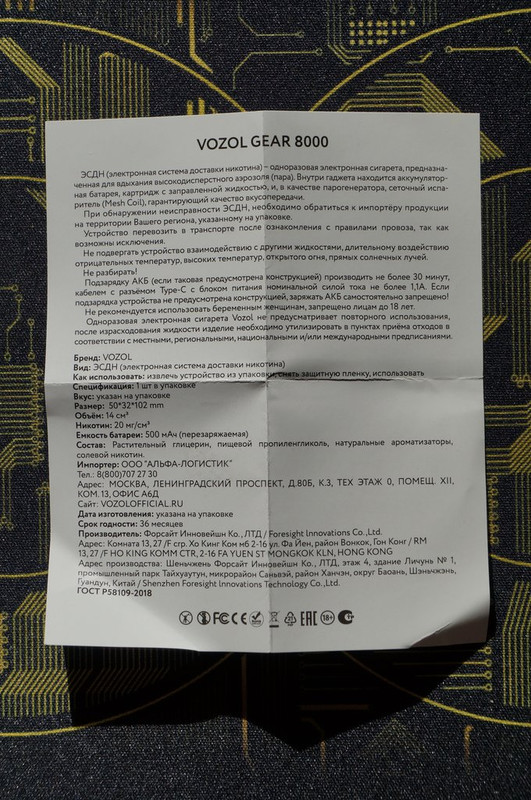 VOZOL GEAR 8000
ЭСДН (электронная система доставки никотина) – одноразовая электронная сигарета, предназна-
ченная для вдыхания высокодисперстного аэрозоля (пара). Внутри гаджета находится аккумулятор-
ная батарея, картридж с заправленной жидкостью, и, в качестве парогенератора, сеточный испа-
ритель (Mesh Coil), гарантирующий качество вкусопередачи.
При обнаружении неисправности ЭСДН, необходимо обратиться к импортёру продукции
на территории Вашего региона, указанному на упаковке.
Устройство перевозить в транспорте после ознакомления с правилами провоза, так как
возможны исключения.
Не подвергать устройство взаимодействию с другими жидкостями, длительному воздействию
отрицательных температур, высоких температур, открытого огня, прямых солнечных лучей.
Не разбирать!
Подзарядку АКБ (если таковая предусмотрена конструкцией) производить не более 30 минут,
кабелем с разъёмом Type-C с блоком питания номинальной силой тока не более 1,1А. Если
подзарядка устройства не предусмотрена конструкцией, заряжать АКБ самостоятельно запрещено!
Не рекомендуется использовать беременным женщинам, запрещено лицам до 18 лет.
Одноразовая электронная сигарета Vozol не предусматривает повторного использования,
после израсходования жидкости изделие необходимо утилизировать в пунктах приёма отходов в
соответствии с местными, региональными, национальными и/или международными предписаниями.
Бренд: VOZOL
Вид: ЭСДН (электронная система доставки никотина)
Как использовать: извлечь устройство из упаковки, снять защитную пленку, использовать
Спецификация: 1 шт в упаковке
Вкус: указан на упаковке
Размер: 50*32*102 mm
Объём: 14 см³
Никотин: 20 мг/см³
Емкость батареи: 500 мАч (перезаряжаемая)
Состав: Растительный глицерин, пищевой пропиленгликоль, натуральные ароматизаторы,
солевой никотин.
Импортер: ООО "АЛЬФА-ЛОГИСТИК"
Тел.: 8(800)707 27 30
Адрес: МОСКВА, ЛЕНИНГРАДСКИЙ ПРОСПЕКТ, Д.80Б, К.3, ТЕХ ЭТАЖ 0, ПОМЕЩ. XII,
КОМ. 13, ОФИС А6Д
Сайт: VOZOLOFFICIAL.RU
Дата изготовления: указана на упаковке
Срок годности: 36 месяцев
Производитель: Форсайт Инновейшн Ко., ЛТД / Foresight Innovations Co.,Ltd.
Адрес: Комната 13, 27 /F стр. Хо Кинг Ком нб 2-16 ул. Фа Йен, район Вонкок, Гон Конг / RM
13, 27 /F HO KING KOMM CTR, 2-16 FA YUEN ST MONGKOK KLN, HONG KONG
Адрес производства: Шеньчжень Форсайт Инновейшн Ко., ЛТД, этаж 4, здание Личунь № 1,
промышленный парк Тайхуаутун, микрорайон Саньвэй, район Ханчэн, округ Баоань, Шэньчжэнь,
Гуандун, Китай / Shenzhen Foresight Innovations Technology Co.,Ltd.
ГОСТ Р58109-2018
FC CE EAC 18+